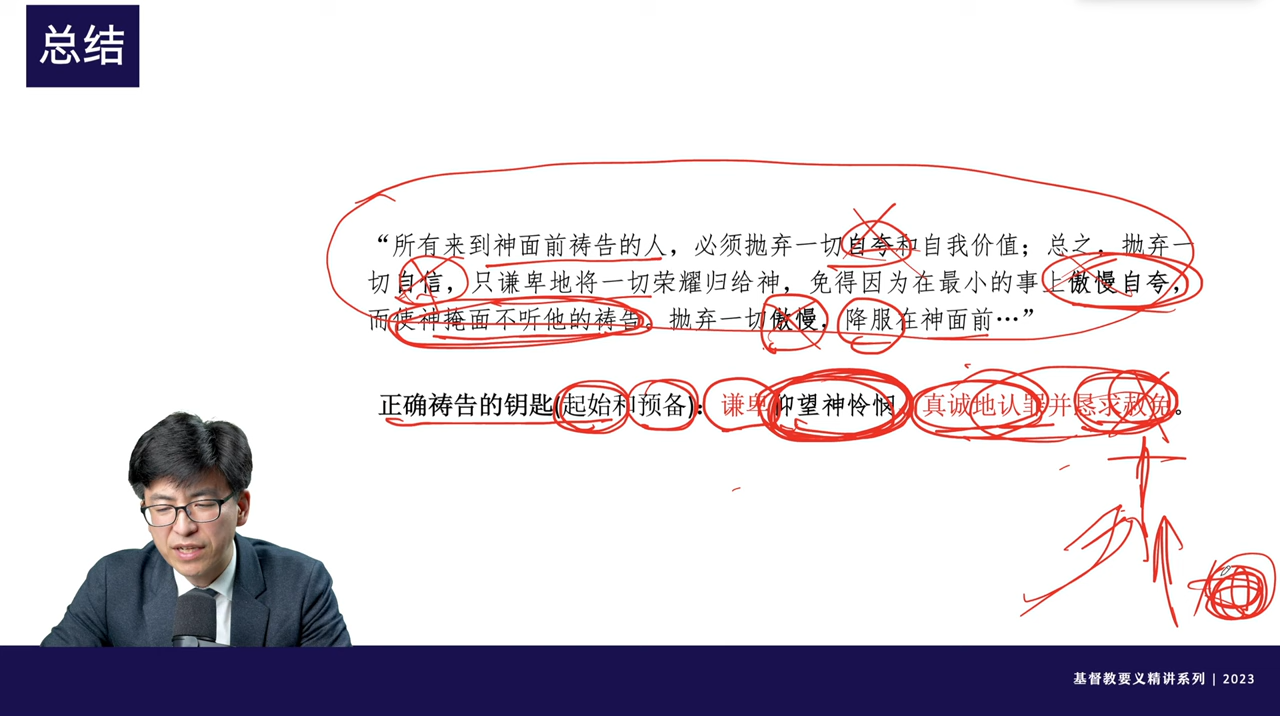 总结
“所有来到神面前祷告的人，必须抛弃一切自夸和自我价值；总之，抛弃一
切自信，只谦卑地将一切荣耀归给神，免得因为在最小的事上傲慢自夸，
而使神掩面不听他的祷告。抛弃一切傲慢，降服在神面前…”
正确祷告的钥匙(起始和预备)：谦卑仰望神怜悯，真诚地认罪并恳求赦免。
基督教要义精讲系列 | 2023